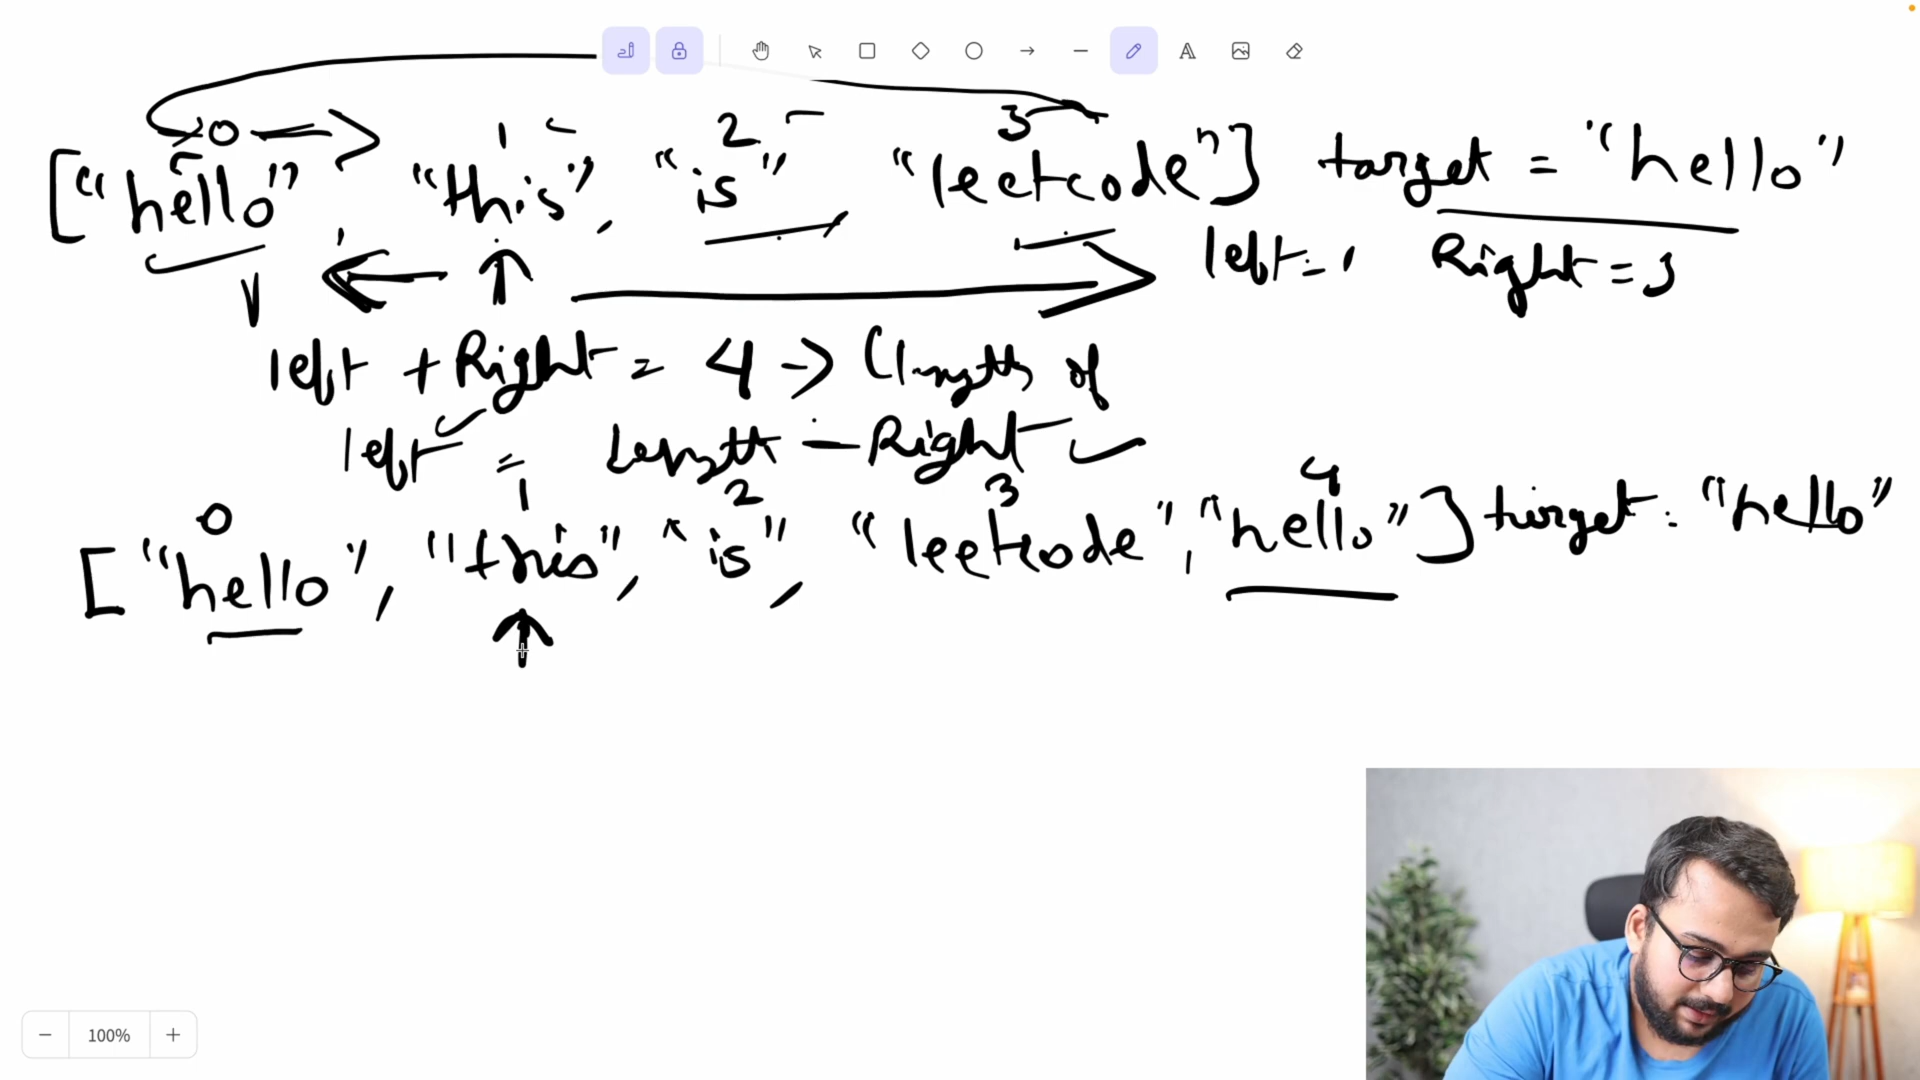 0 1 2 3
["hello" "this", "is" "leetcode"] target = "hello"
left = 1 Right = 3
left + Right = 4 -> (length of
left = Length - Right
0 1 2 3 4
["hello", "this", "is", "leetcode", "hello"] target: "hello"
100%